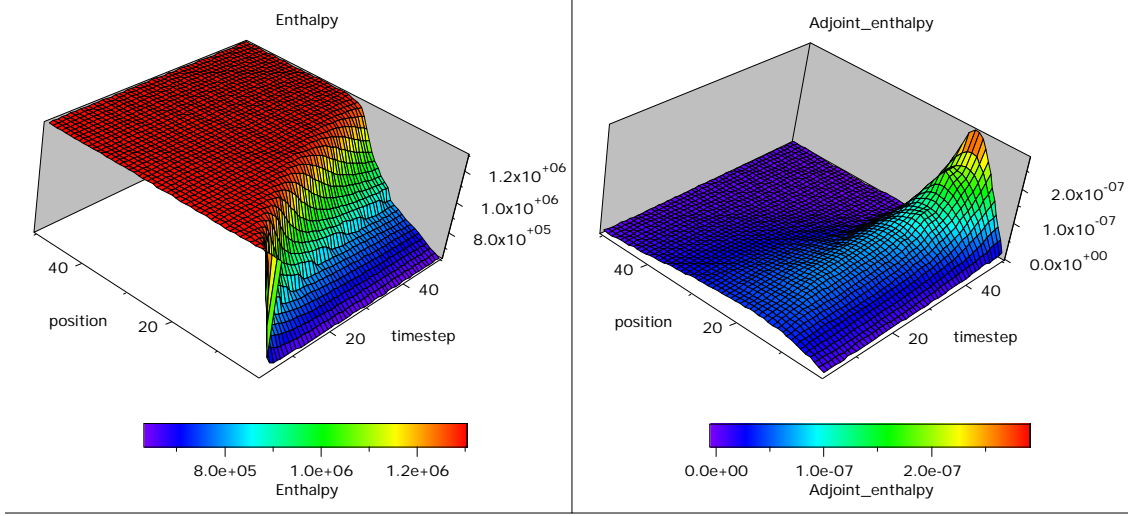 Enthalpy
1.2x10+06
1.0x10+06
8.0x10+05
40
20
position
40
20
timestep
8.0e+05 1.0e+06 1.2e+06
Enthalpy
Adjoint_enthalpy
2.0x10-07
1.0x10-07
0.0x10+00
40
20
position
40
20
timestep
0.0e+00 1.0e-07 2.0e-07
Adjoint_enthalpy